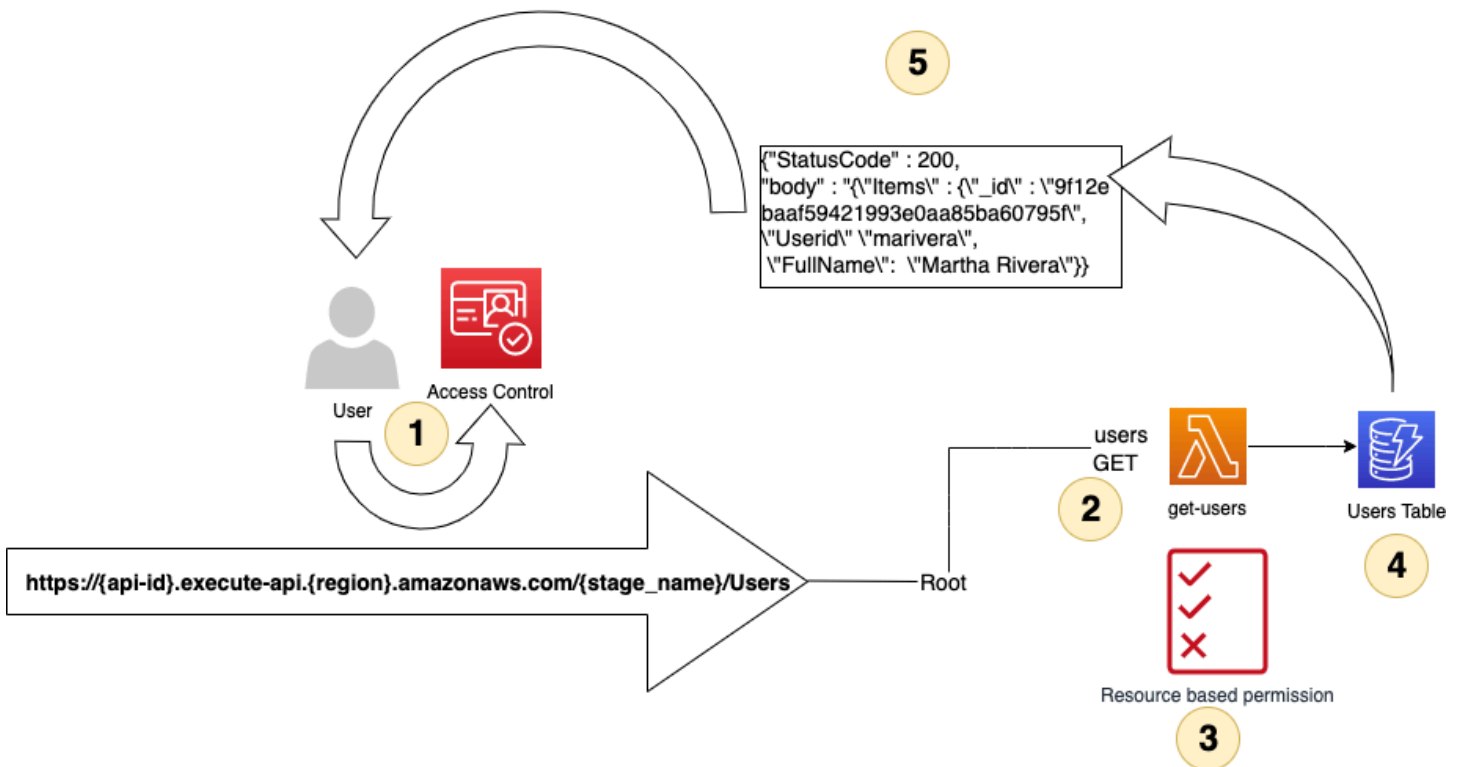 5
{"StatusCode" : 200,
"body" : "{\"Items\" : {\"_id\" : \"9f12e
baaf59421993e0aa85ba60795f\",
\"Userid\" \"marivera\",
\"FullName\":  \"Martha Rivera\"}}
User
Access Control
1
https://{api-id}.execute-api.{region}.amazonaws.com/{stage_name}/Users
Root
users
GET
2
get-users
Users Table
4
Resource based permission
3